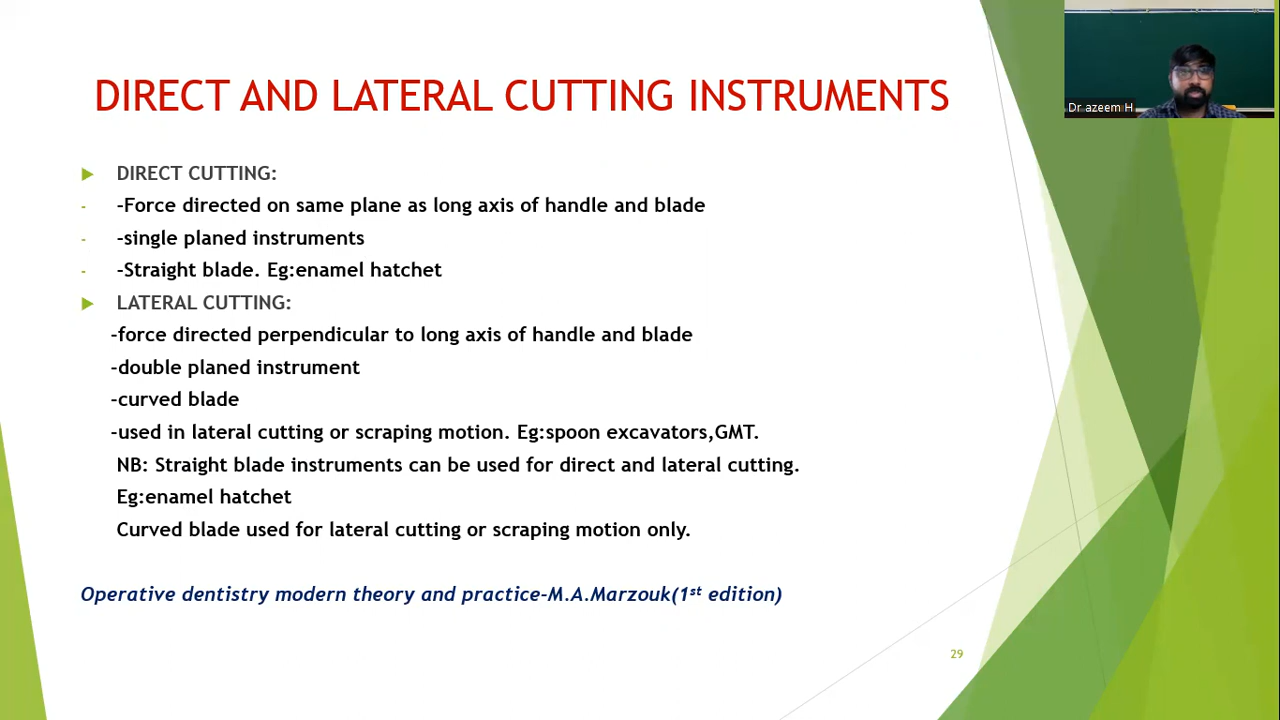 Dr azeem H
DIRECT AND LATERAL CUTTING INSTRUMENTS
DIRECT CUTTING:
- -Force directed on same plane as long axis of handle and blade
- -single planed instruments
- -Straight blade. Eg:enamel hatchet
LATERAL CUTTING:
-force directed perpendicular to long axis of handle and blade
-double planed instrument
-curved blade
-used in lateral cutting or scraping motion. Eg:spoon excavators,GMT.
NB: Straight blade instruments can be used for direct and lateral cutting.
Eg:enamel hatchet
Curved blade used for lateral cutting or scraping motion only.
Operative dentistry modern theory and practice-M.A.Marzouk(1st edition)
29